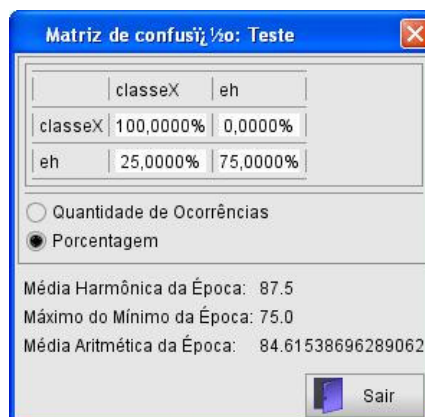 Matriz de confusï¿½o: Teste
classeX eh
classeX 100,0000% 0,0000%
eh 25,0000% 75,0000%
Quantidade de Ocorrências
Porcentagem
Média Harmônica da Época: 87.5
Máximo do Mínimo da Época: 75.0
Média Aritmética da Época: 84.61538696289062
Sair